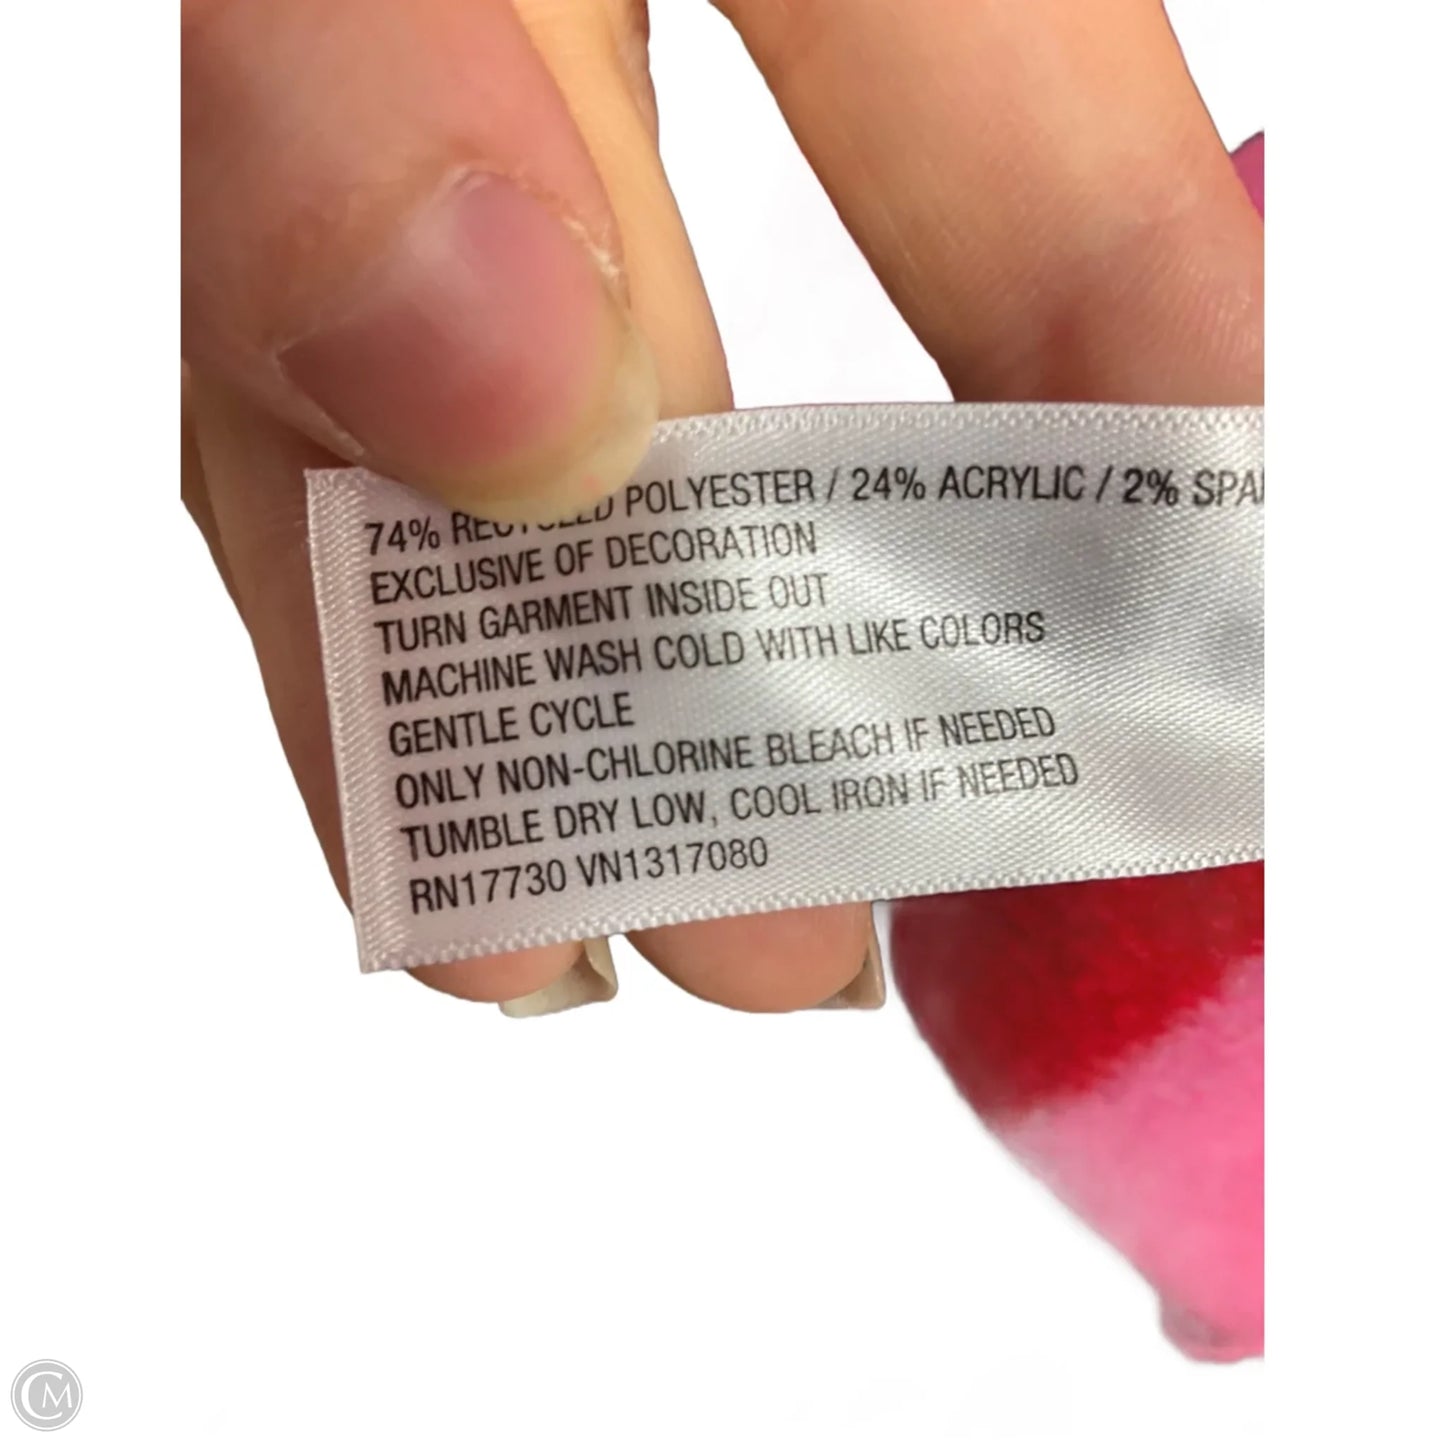 74% RECYCLED POLYESTER / 24% ACRYLIC / 2% SPA
EXCLUSIVE OF DECORATION
TURN GARMENT INSIDE OUT
MACHINE WASH COLD WITH LIKE COLORS
GENTLE CYCLE
ONLY NON-CHLORINE BLEACH IF NEEDED
TUMBLE DRY LOW, COOL IRON IF NEEDED
RN17730 VN1317080
CM